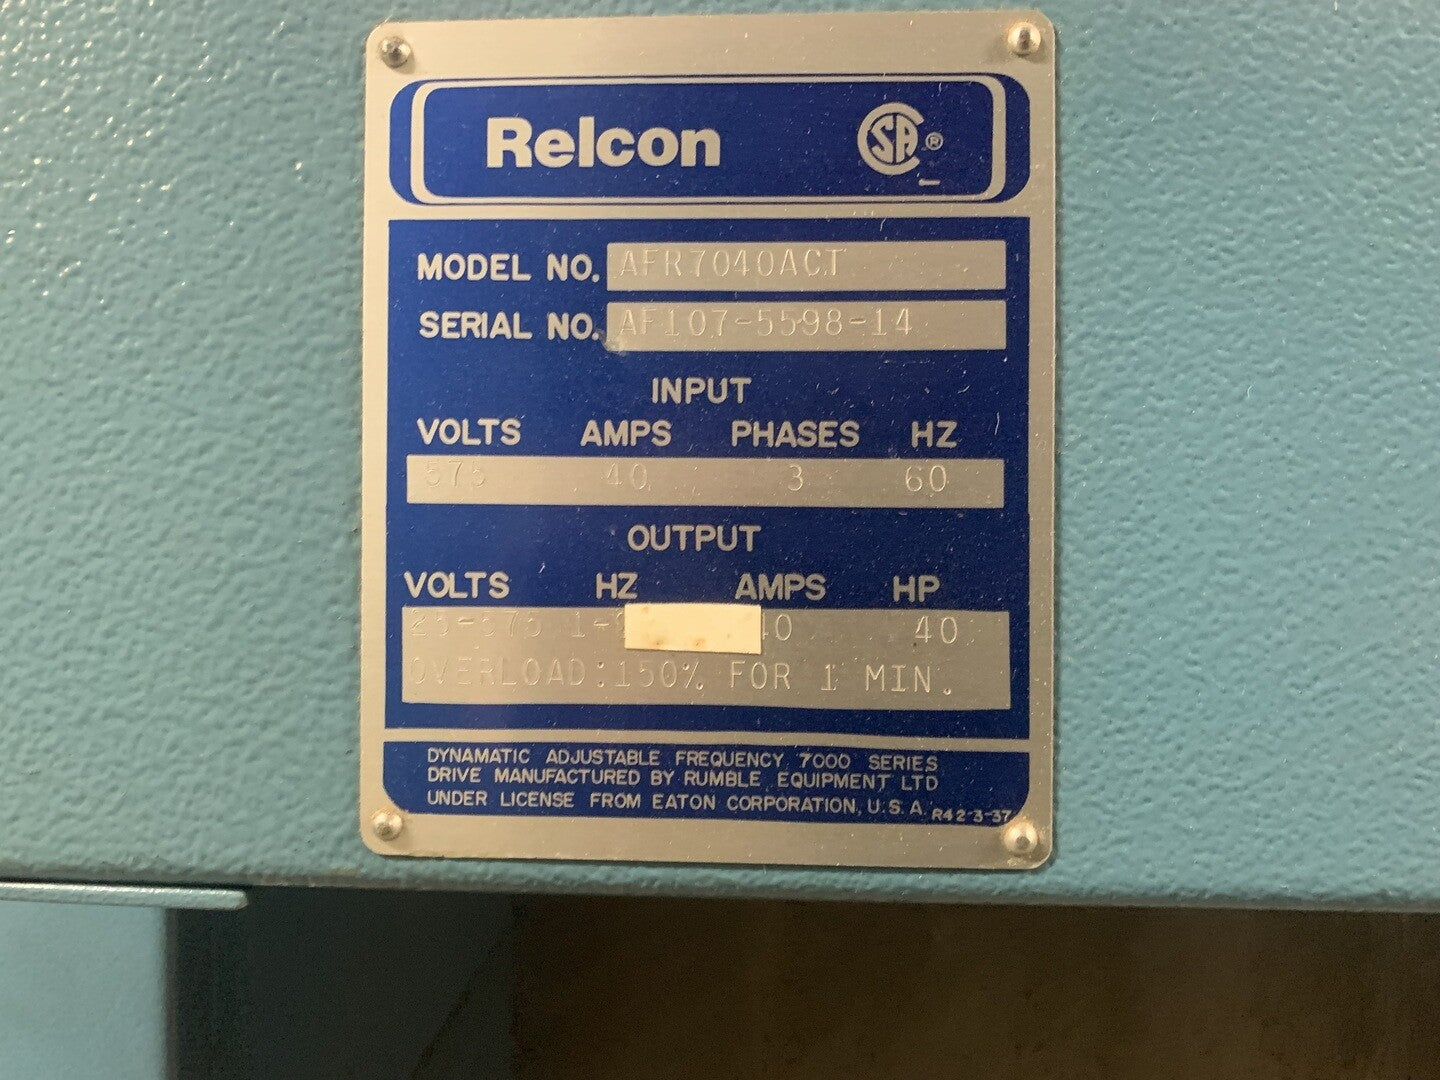 Relcon SA ®
MODEL NO. AFR7040ACT
SERIAL NO. AF107-5598-14
INPUT
VOLTS AMPS PHASES HZ
575 40 3 60
OUTPUT
VOLTS HZ AMPS HP
25-575 40
OVERLOAD:150% FOR 1 MIN.
DYNAMATIC ADJUSTABLE FREQUENCY 7000 SERIES
DRIVE MANUFACTURED BY RUMBLE EQUIPMENT LTD
UNDER LICENSE FROM EATON CORPORATION, U.S.A.